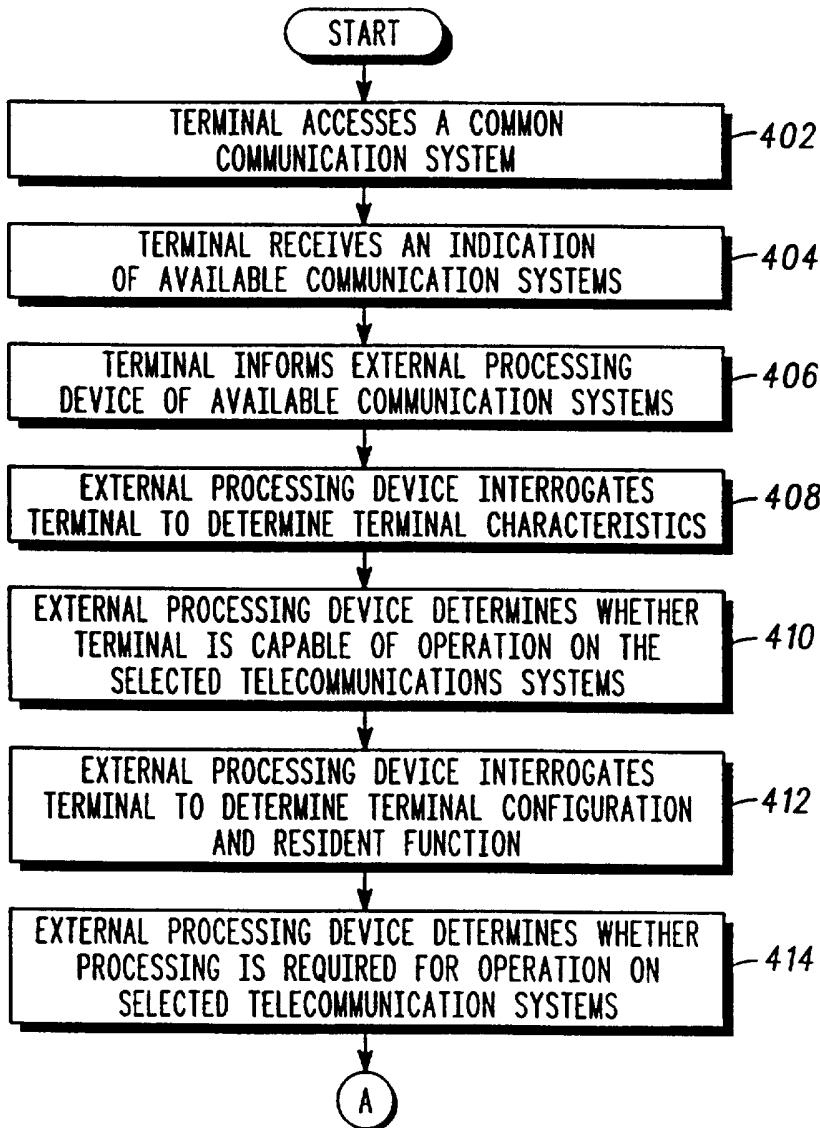 START
TERMINAL ACCESSES A COMMON
COMMUNICATION SYSTEM
402
TERMINAL RECEIVES AN INDICATION
OF AVAILABLE COMMUNICATION SYSTEMS
404
TERMINAL INFORMS EXTERNAL PROCESSING
DEVICE OF AVAILABLE COMMUNICATION SYSTEMS
406
EXTERNAL PROCESSING DEVICE INTERROGATES
TERMINAL TO DETERMINE TERMINAL CHARACTERISTICS
408
EXTERNAL PROCESSING DEVICE DETERMINES WHETHER
TERMINAL IS CAPABLE OF OPERATION ON THE
SELECTED TELECOMMUNICATIONS SYSTEMS
410
EXTERNAL PROCESSING DEVICE INTERROGATES
TERMINAL TO DETERMINE TERMINAL CONFIGURATION
AND RESIDENT FUNCTION
412
EXTERNAL PROCESSING DEVICE DETERMINES WHETHER
PROCESSING IS REQUIRED FOR OPERATION ON
SELECTED TELECOMMUNICATION SYSTEMS
414
A